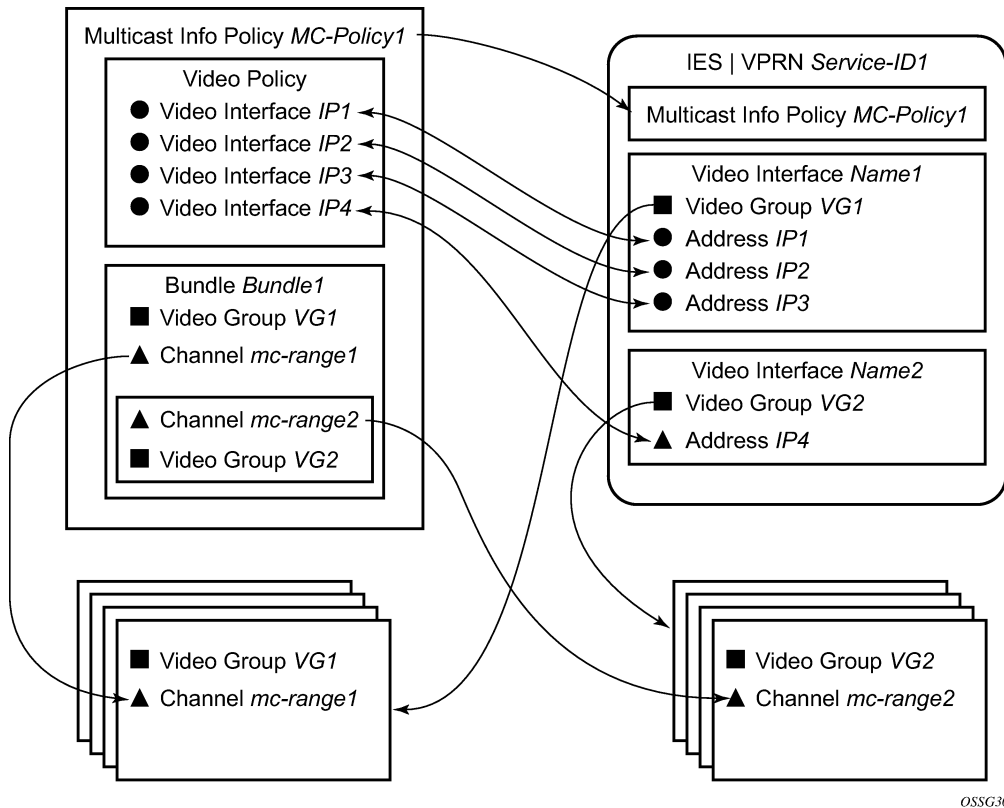 Multicast Info Policy MC-Policy1
Video Policy
Video Interface IP1
Video Interface IP2
Video Interface IP3
Video Interface IP4
Bundle Bundle1
Video Group VG1
Channel mc-range1
Channel mc-range2
Video Group VG2
IES | VPRN Service-ID1
Multicast Info Policy MC-Policy1
Video Interface Name1
Video Group VG1
Address IP1
Address IP2
Address IP3
Video Interface Name2
Video Group VG2
Address IP4
Video Group VG1
Channel mc-range1
Video Group VG2
Channel mc-range2